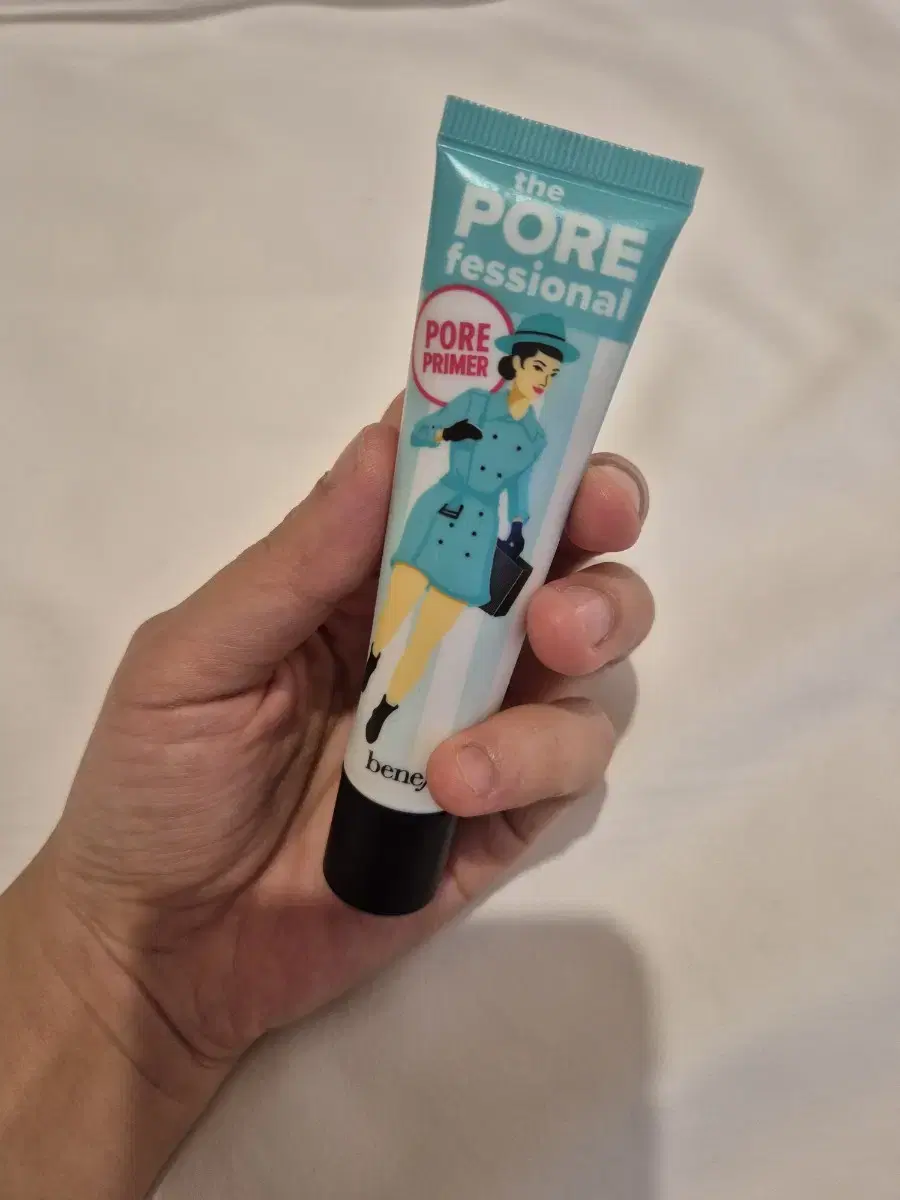 the
PORE
fessional
PORE
PRIMER
bene